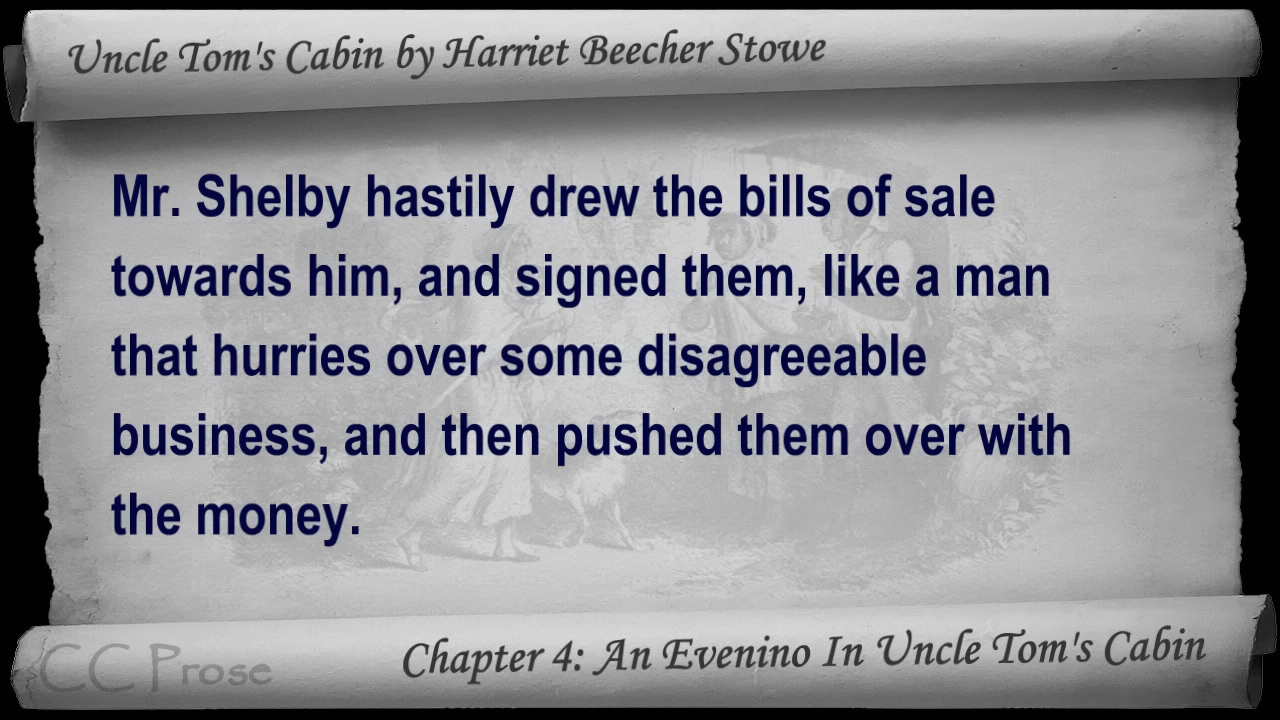 Uncle Tom's Cabin by Harriet Beecher Stowe
Mr. Shelby hastily drew the bills of sale
towards him, and signed them, like a man
that hurries over some disagreeable
business, and then pushed them over with
the money.
CC Prose
Chapter 4: An Evenino In Uncle Tom's Cabin